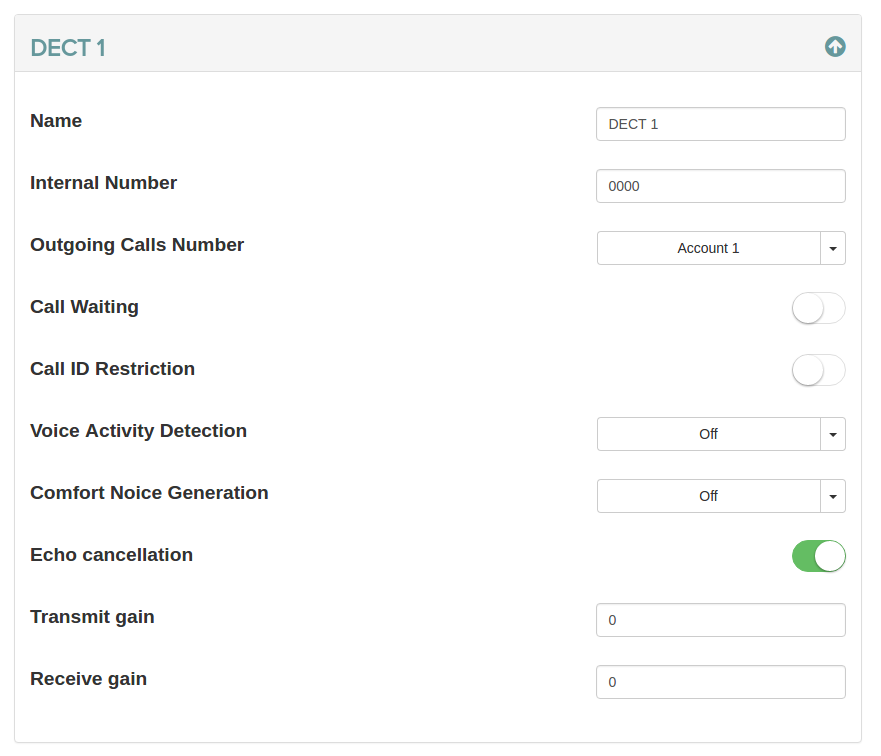 DECT 1
Name
DECT 1
Internal Number
0000
Outgoing Calls Number
Account 1
Call Waiting
Call ID Restriction
Voice Activity Detection
Off
Comfort Noice Generation
Off
Echo cancellation
Transmit gain
0
Receive gain
0